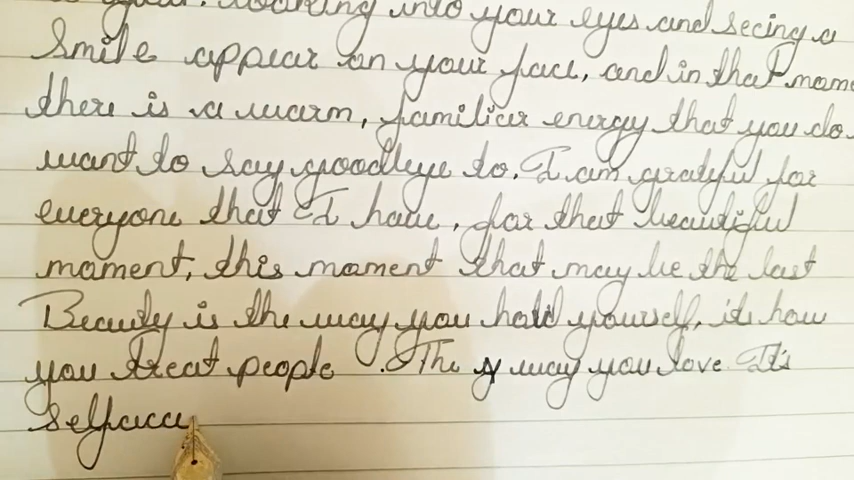 looking into your eyes and seeing a
Smile appear on your face, and in that mome
there is a warm, familiar energy that you do
want to say goodbye to. I am grateful for
everyone that I have, for that beautiful
moment, this moment that may be the last
Beauty is the way you hold yourself, its how
you treat people . The way you love It's
selfacce